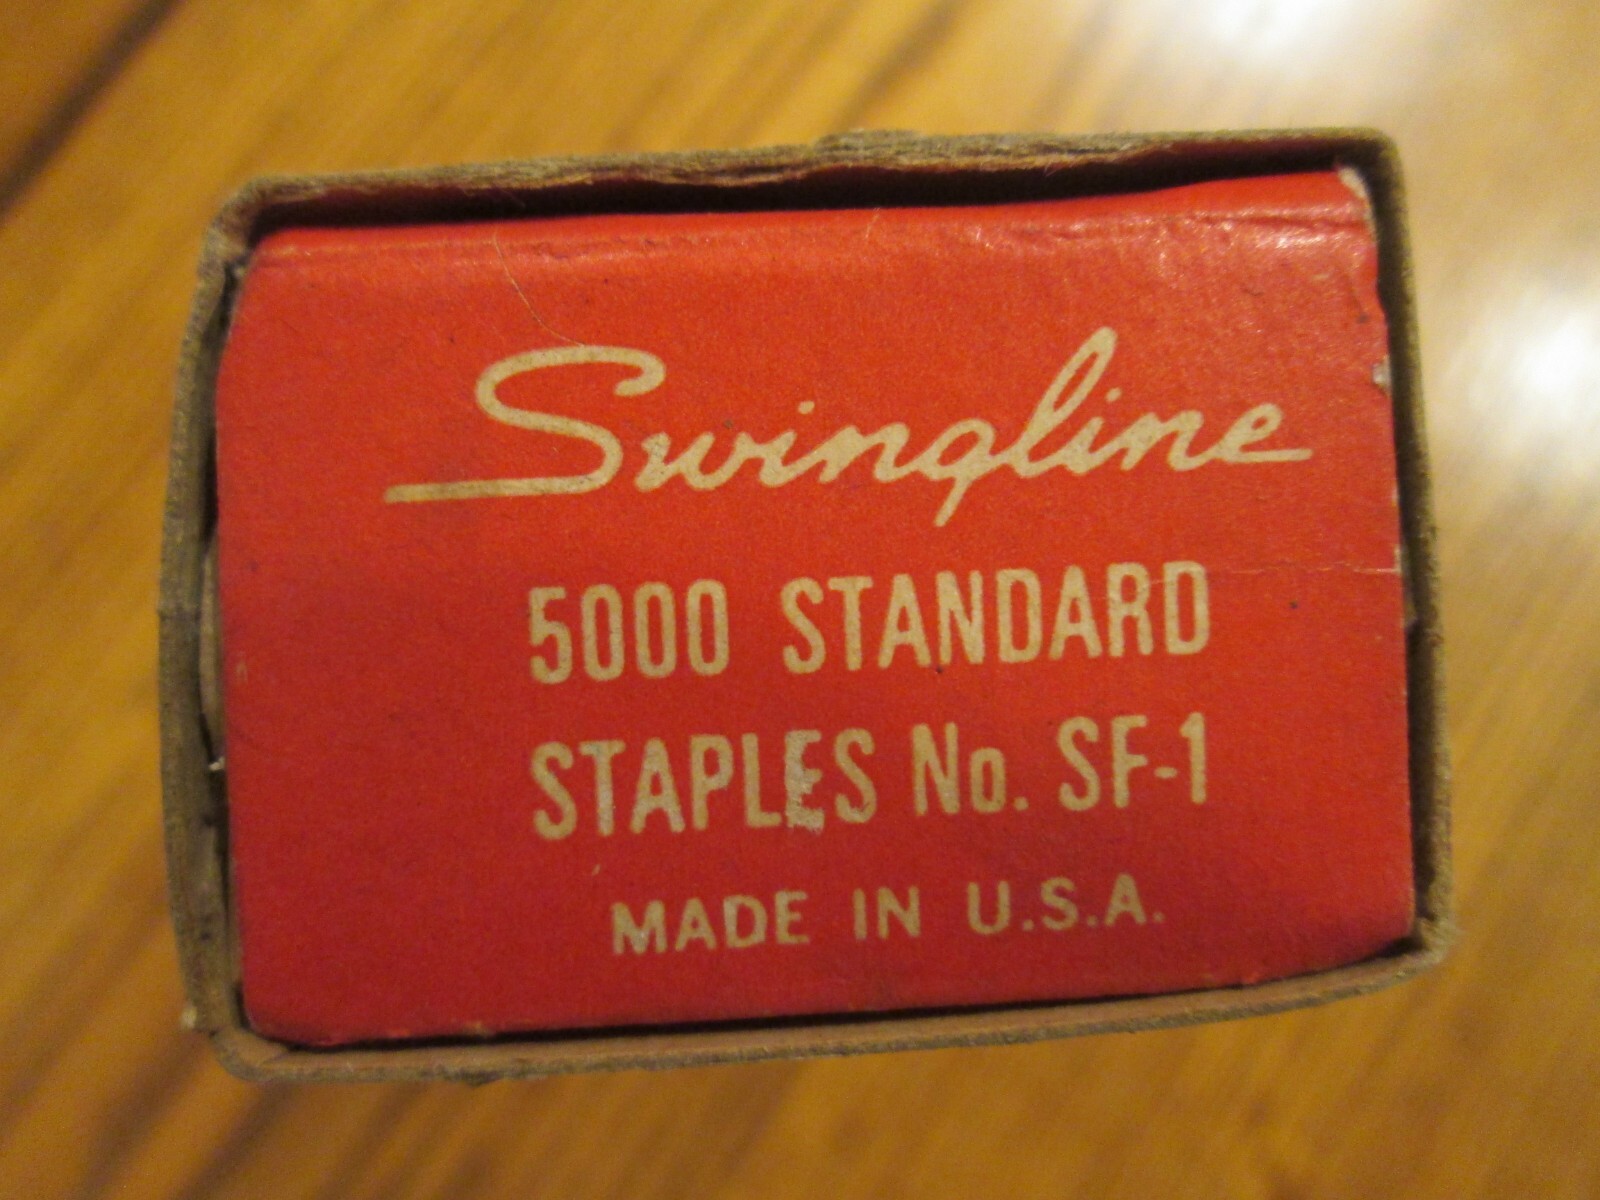 Swingline
5000 STANDARD
STAPLES No. SF-1
MADE IN U.S.A.